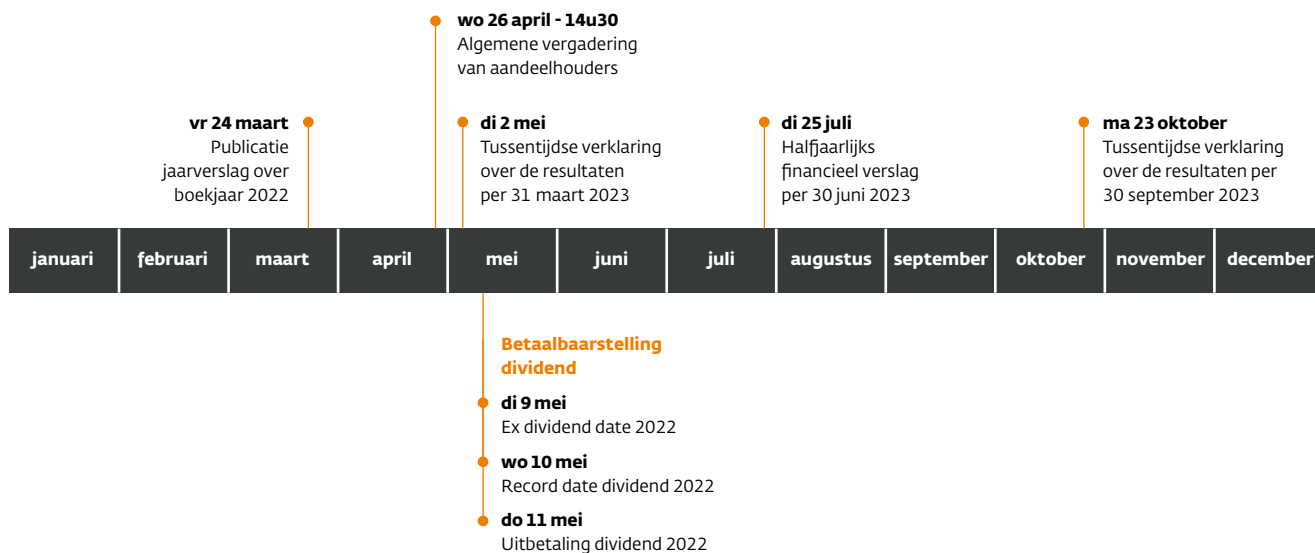 wo 26 april - 14u30
Algemene vergadering
van aandeelhouders
vr 24 maart
Publicatie
jaarverslag over
boekjaar 2022
di 2 mei
Tussentijdse verklaring
over de resultaten
per 31 maart 2023
di 25 juli
Halfjaarlijks
financieel verslag
per 30 juni 2023
ma 23 oktober
Tussentijdse verklaring
over de resultaten per
30 september 2023
januari februari maart april mei juni juli augustus september oktober november december
Betaalbaarstelling
dividend
di 9 mei
Ex dividend date 2022
wo 10 mei
Record date dividend 2022
do 11 mei
Uitbetaling dividend 2022